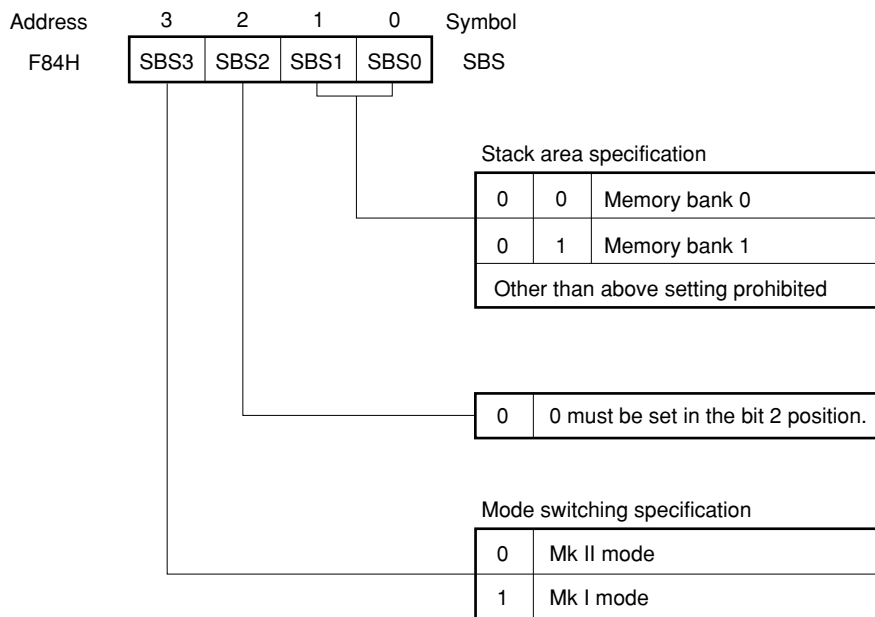 Address 3 2 1 0 Symbol
F84H SBS3 SBS2 SBS1 SBS0 SBS
Stack area specification
0 0 Memory bank 0
0 1 Memory bank 1
Other than above setting prohibited
0 0 must be set in the bit 2 position.
Mode switching specification
0 Mk II mode
1 Mk I mode